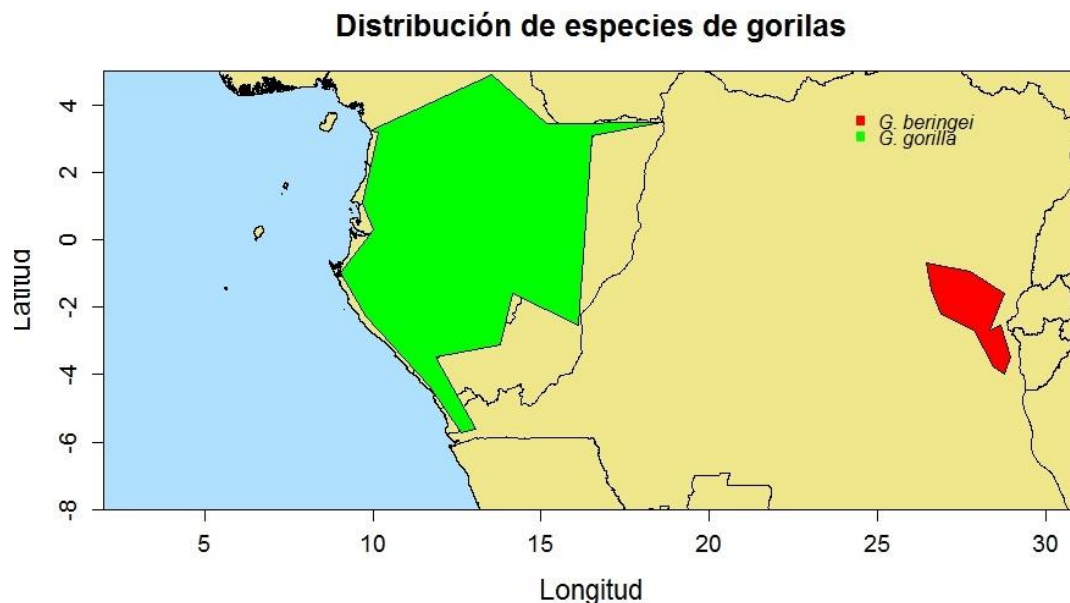 Distribución de especies de gorilas
G. beringei
G. gorilla
Latitud
4
2
0
-2
-4
-6
-8
5 10 15 20 25 30
Longitud